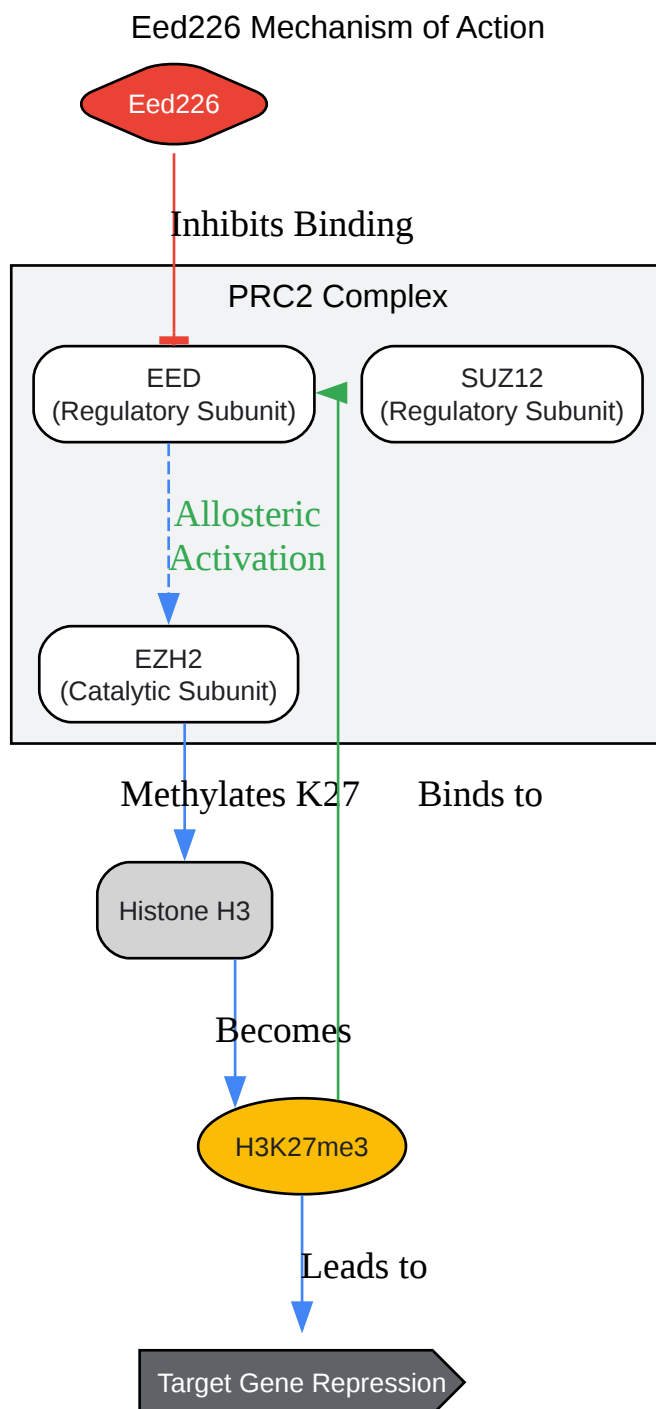 Eed226 Mechanism of Action
Eed226
Inhibits Binding
PRC2 Complex
EED
(Regulatory Subunit)
SUZ12
(Regulatory Subunit)
Allosteric
Activation
EZH2
(Catalytic Subunit)
Methylates K27
Binds to
Histone H3
Becomes
H3K27me3
Leads to
Target Gene Repression